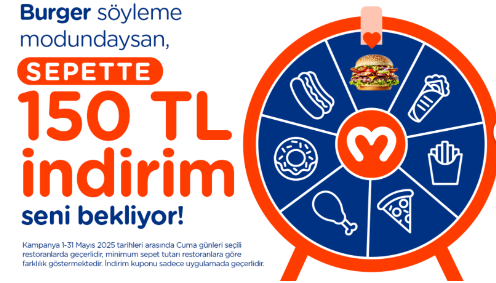 Burger söyleme
modundaysan,
SEPETTE
150 TL
indirim
seni bekliyor!
Kampanya 1-31 Mayıs 2025 tarihleri arasında Cuma günleri seçili
restoranlarda geçerlidir, minimum sepet tutarı restoranlara göre
farklılık göstermektedir. İndirim kuponu sadece uygulamada geçerlidir.